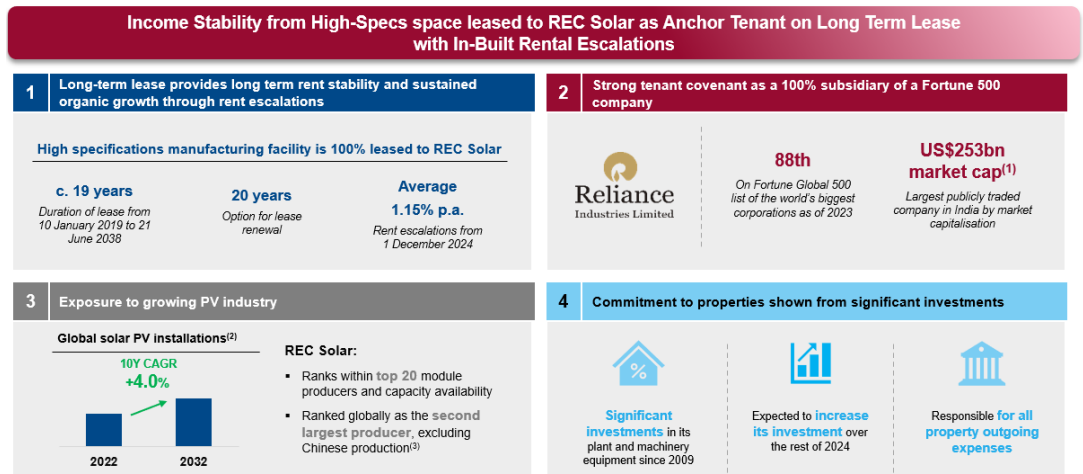 Income Stability from High-Specs space leased to REC Solar as Anchor Tenant on Long Term Lease
with In-Built Rental Escalations
1
Long-term lease provides long term rent stability and sustained
organic growth through rent escalations
High specifications manufacturing facility is 100% leased to REC Solar
c. 19 years
Duration of lease from
10 January 2019 to 21
June 2038
20 years
Option for lease
renewal
Average
1.15% p.a.
Rent escalations from
1 December 2024
2
Strong tenant covenant as a 100% subsidiary of a Fortune 500
company
Reliance
Industries Limited
88th
On Fortune Global 500
list of the world's biggest
corporations as of 2023
US$253bn
market cap(1)
Largest publicly traded
company in India by market
capitalisation
3
Exposure to growing PV industry
Global solar PV installations(2)
10Y CAGR
+4.0%
2022
2032
REC Solar:
▪ Ranks within top 20 module
producers and capacity availability
▪ Ranked globally as the second
largest producer, excluding
Chinese production(3)
4
Commitment to properties shown from significant investments
%
Significant
investments in its
plant and machinery
equipment since 2009
Expected to increase
its investment over
the rest of 2024
Responsible for all
property outgoing
expenses